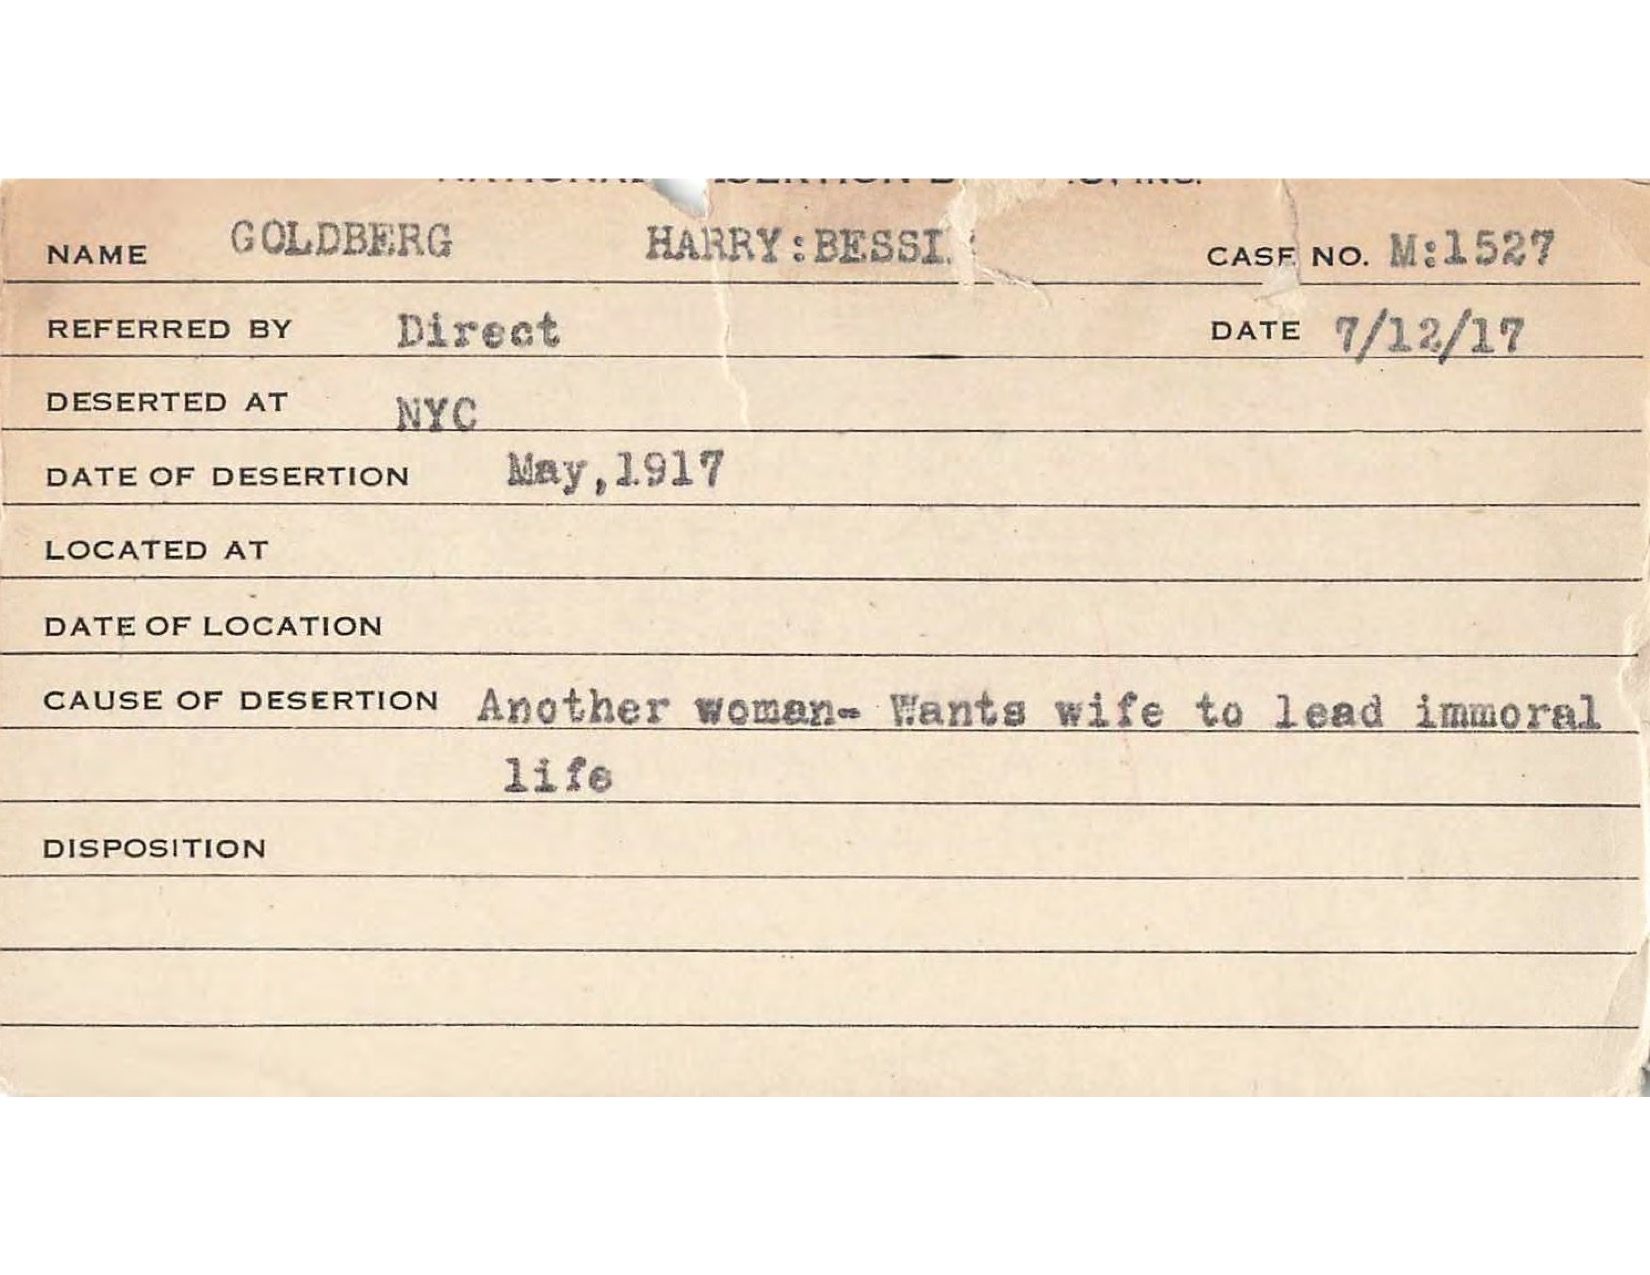 NAME GOLDBERG HARRY:BESSI CASE NO. M:1527
REFERRED BY Direct DATE 7/12/17
DESERTED AT NYC
DATE OF DESERTION May,1917
LOCATED AT
DATE OF LOCATION
CAUSE OF DESERTION Another woman- Wants wife to lead immoral
life
DISPOSITION